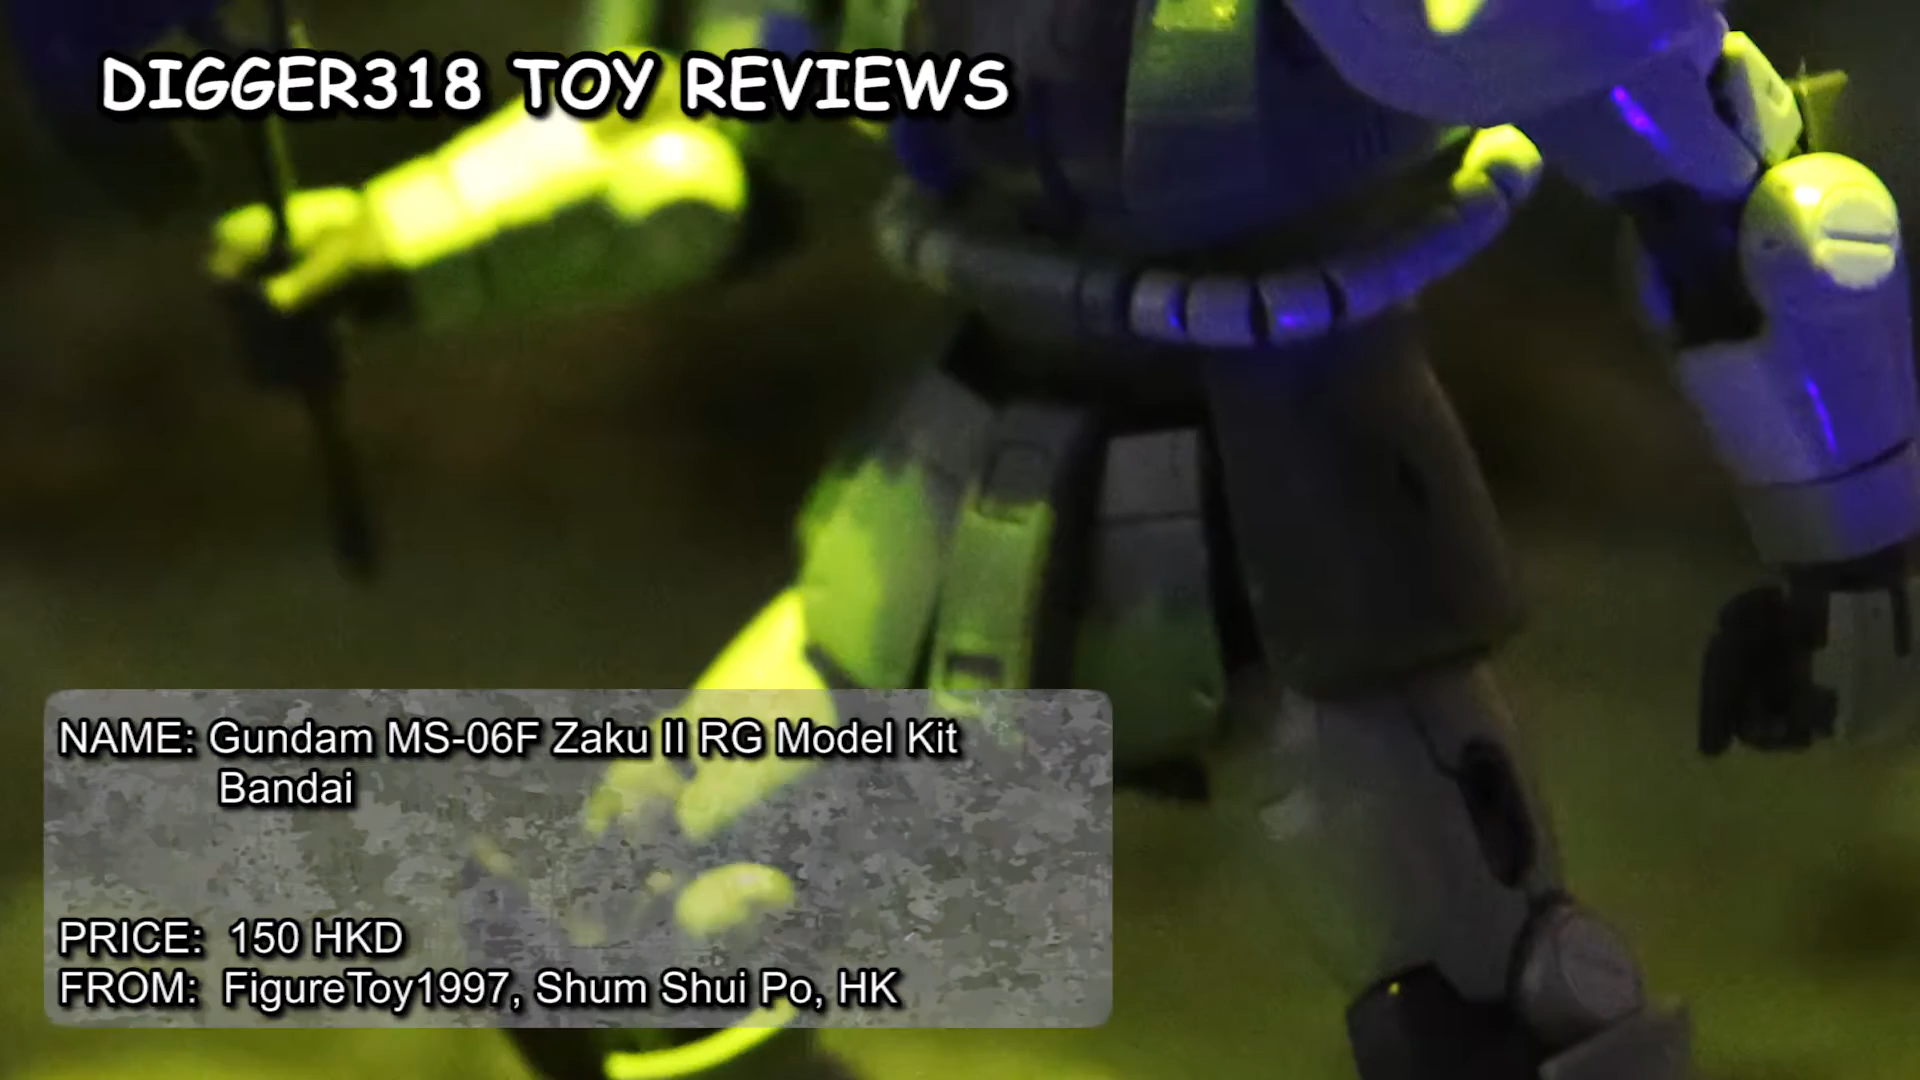 DIGGER318 TOY REVIEWS
NAME: Gundam MS-06F Zaku II RG Model Kit
Bandai
PRICE: 150 HKD
FROM: FigureToy1997, Shum Shui Po, HK